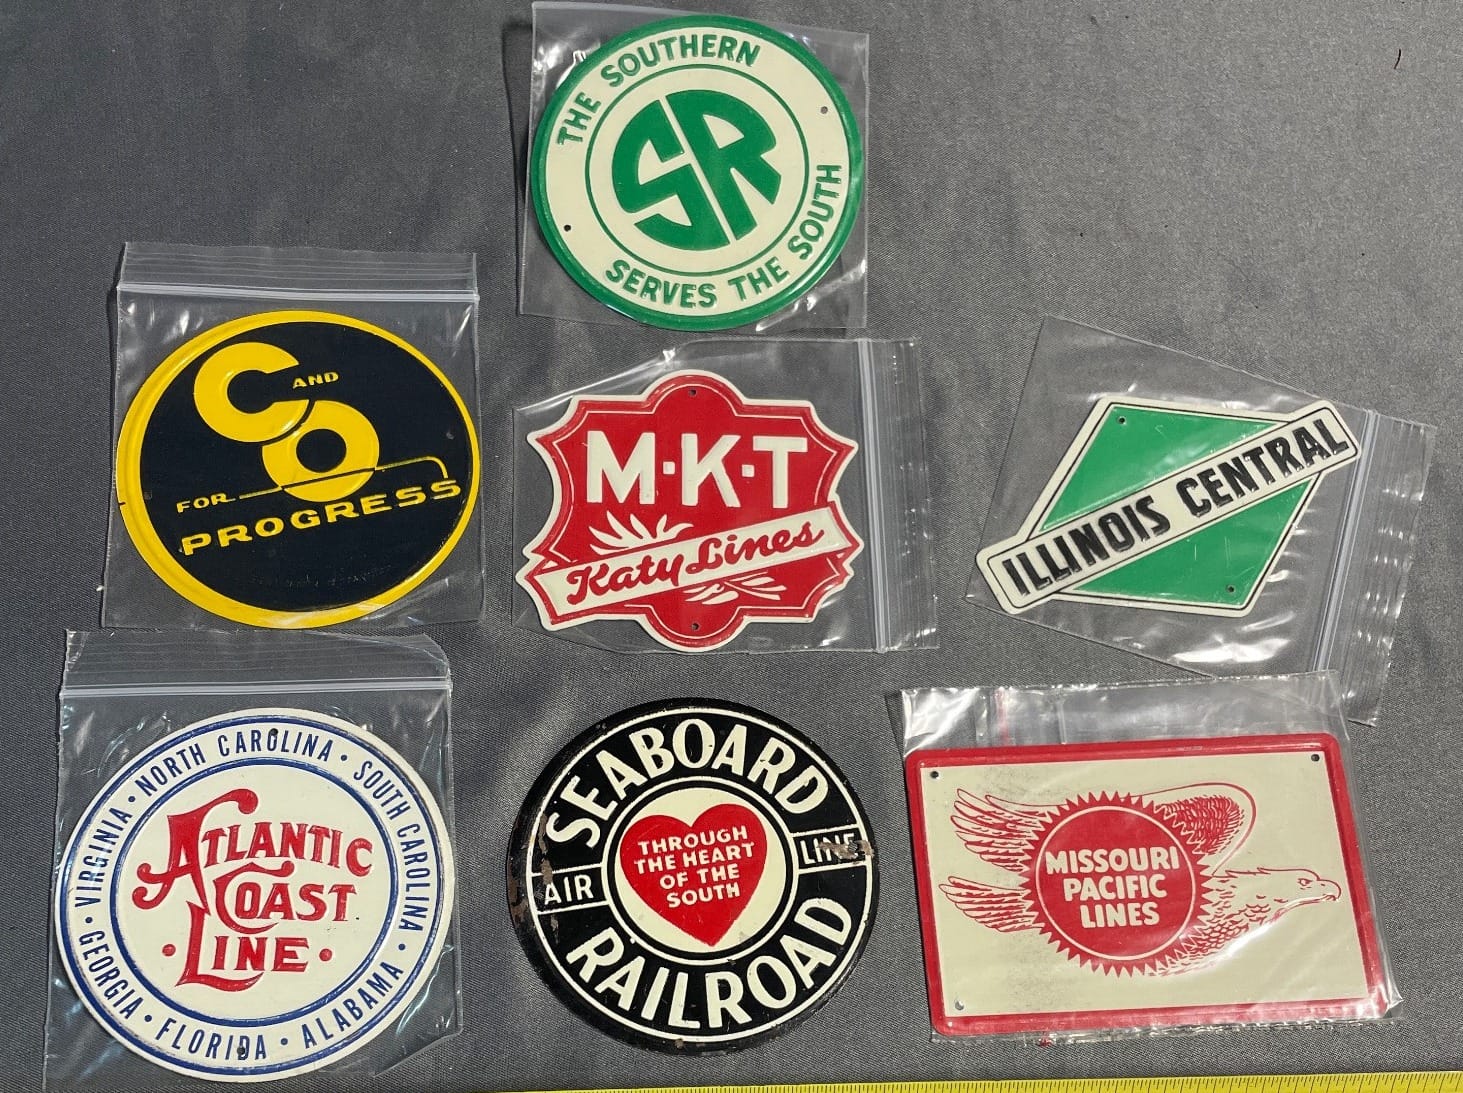 THE SOUTHERN
SR
SERVES THE SOUTH
C AND
O
FOR
PROGRESS
M·K·T
Katy Lines
ILLINOIS CENTRAL
VIRGINIA · NORTH CAROLINA · SOUTH CAROLINA · ALABAMA · FLORIDA · GEORGIA ·
ATLANTIC
COAST
· LINE ·
SEABOARD
AIR LINE
RAILROAD
THROUGH
THE HEART
OF THE
SOUTH
MISSOURI
PACIFIC
LINES